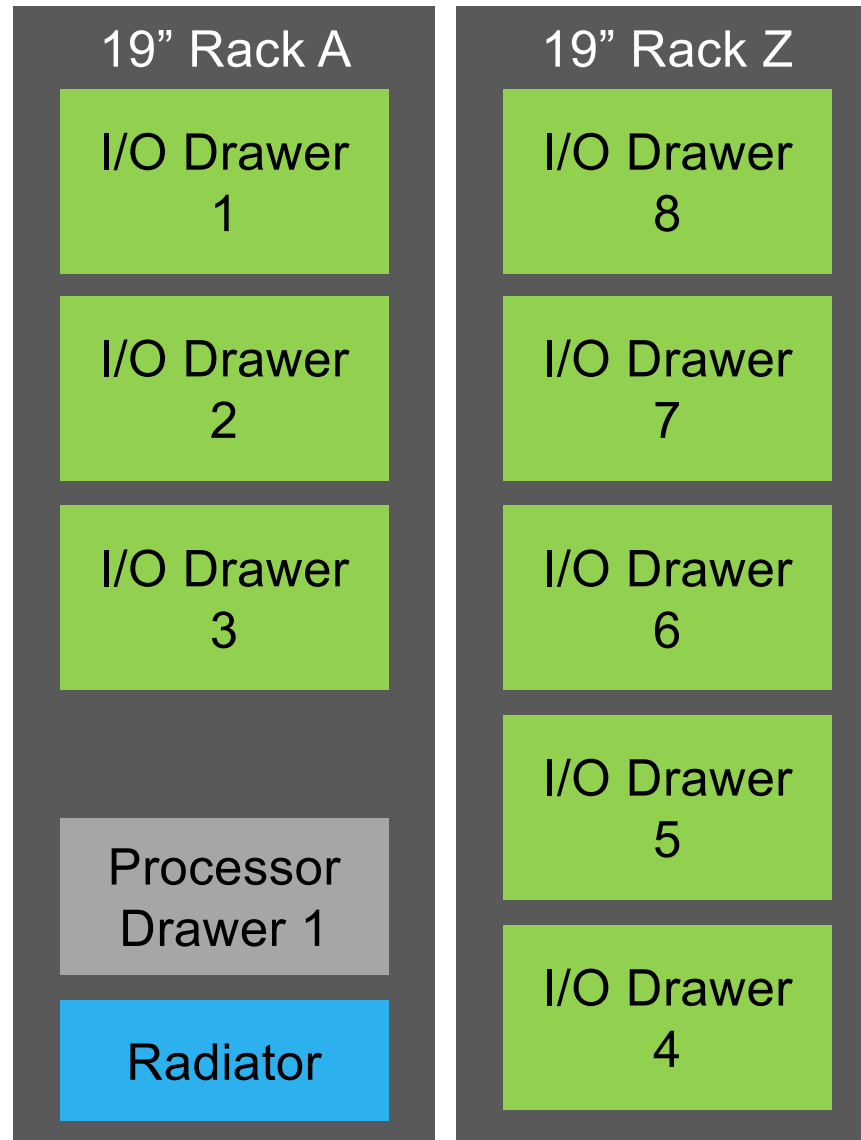 19” Rack A
I/O Drawer
1
I/O Drawer
2
I/O Drawer
3
Processor
Drawer 1
Radiator
19” Rack Z
I/O Drawer
8
I/O Drawer
7
I/O Drawer
6
I/O Drawer
5
I/O Drawer
4